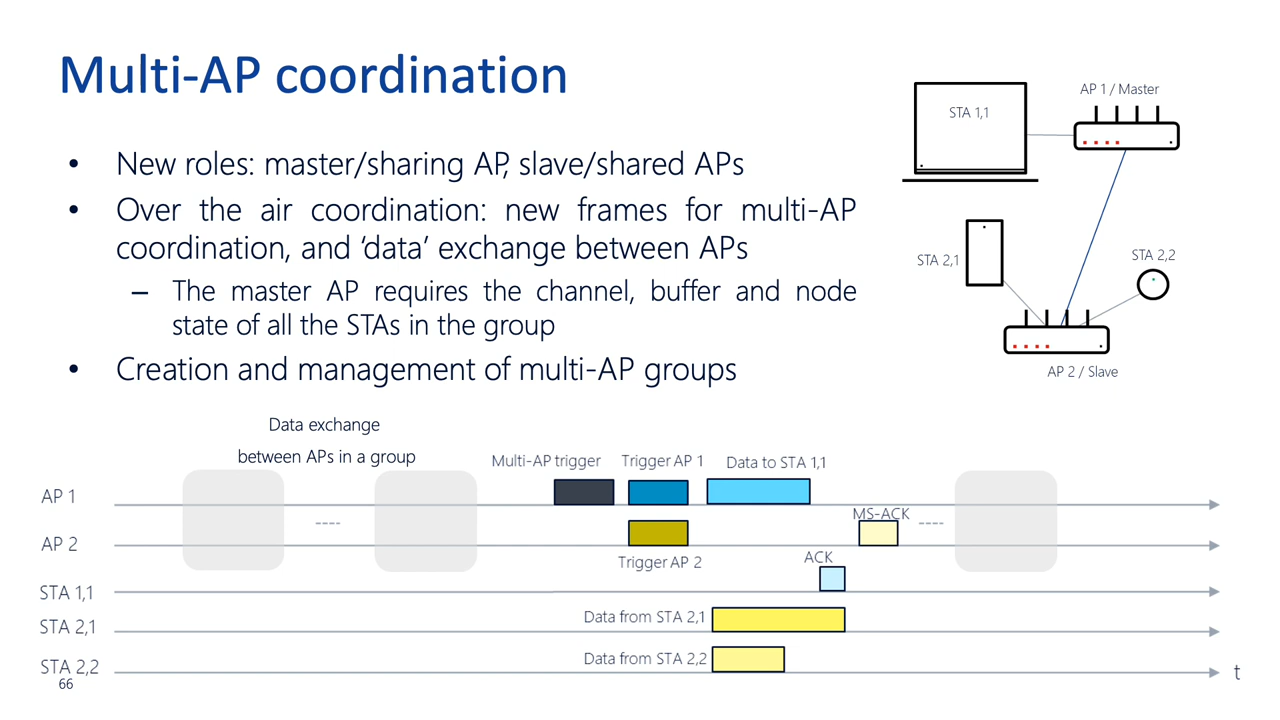 Multi-AP coordination
• New roles: master/sharing AP, slave/shared APs
• Over the air coordination: new frames for multi-AP
coordination, and ‘data’ exchange between APs
– The master AP requires the channel, buffer and node
state of all the STAs in the group
• Creation and management of multi-AP groups
AP 1 / Master
STA 1,1
STA 2,1
STA 2,2
AP 2 / Slave
Data exchange
between APs in a group
Multi-AP trigger
Trigger AP 1
Data to STA 1,1
AP 1
----
MS-ACK
----
AP 2
Trigger AP 2
ACK
STA 1,1
Data from STA 2,1
STA 2,1
Data from STA 2,2
STA 2,2
t
66